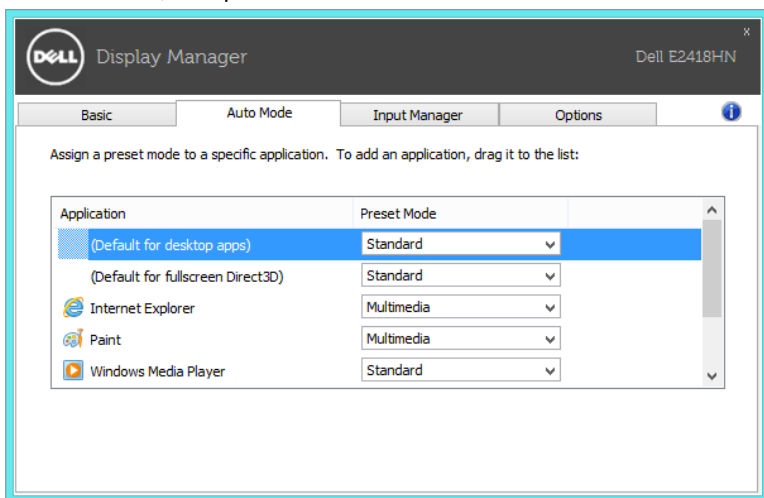 DELL Display Manager Dell E2418HN x
Basic Auto Mode Input Manager Options
Assign a preset mode to a specific application. To add an application, drag it to the list:
Application Preset Mode
(Default for desktop apps) Standard
(Default for fullscreen Direct3D) Standard
Internet Explorer Multimedia
Paint Multimedia
Windows Media Player Standard